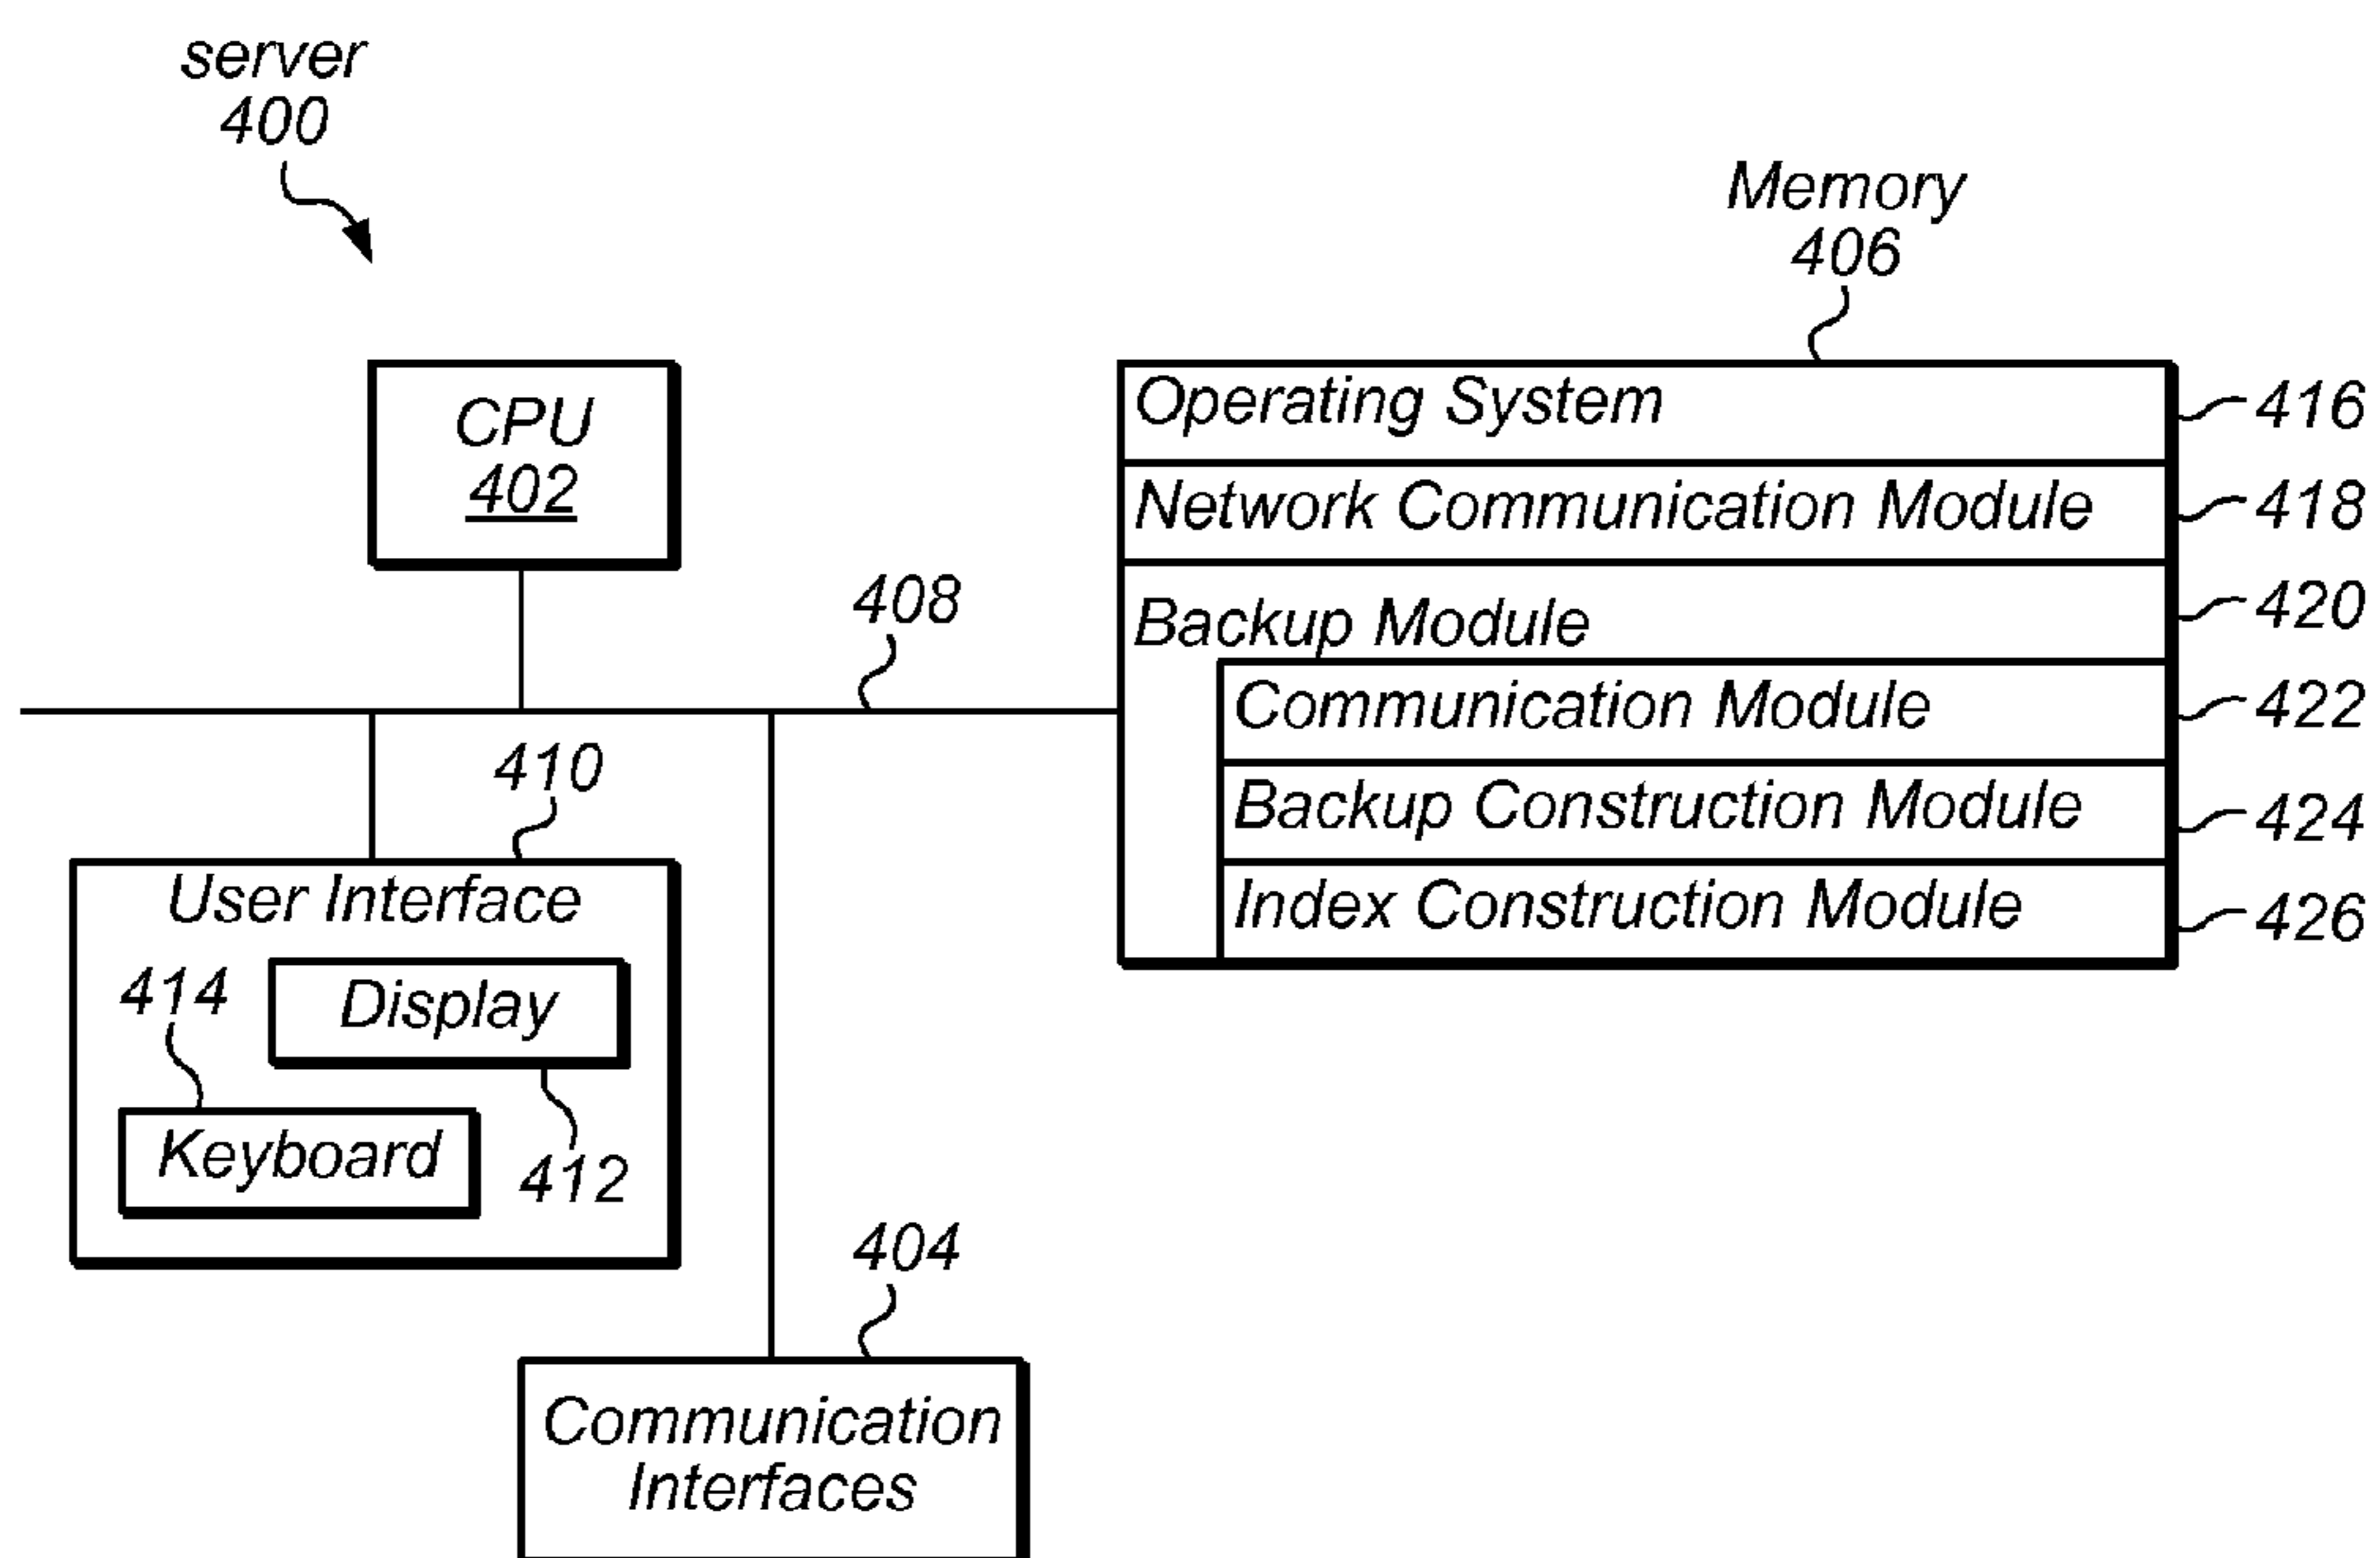 server
400
Memory
406
CPU
402
Operating System
416
Network Communication Module
418
408
Backup Module
420
Communication Module
422
410
Backup Construction Module
424
User Interface
Index Construction Module
426
414
Display
Keyboard
412
404
Communication
Interfaces